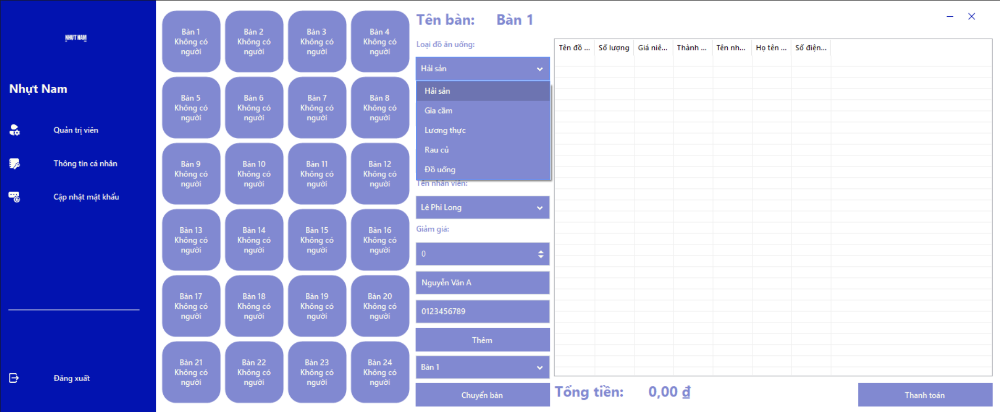 NHỰT NAM
Nhựt Nam
Quản trị viên
Thông tin cá nhân
Cập nhật mật khẩu
Đăng xuất
Bàn 1
Không có
người
Bàn 2
Không có
người
Bàn 3
Không có
người
Bàn 4
Không có
người
Bàn 5
Không có
người
Bàn 6
Không có
người
Bàn 7
Không có
người
Bàn 8
Không có
người
Bàn 9
Không có
người
Bàn 10
Không có
người
Bàn 11
Không có
người
Bàn 12
Không có
người
Bàn 13
Không có
người
Bàn 14
Không có
người
Bàn 15
Không có
người
Bàn 16
Không có
người
Bàn 17
Không có
người
Bàn 18
Không có
người
Bàn 19
Không có
người
Bàn 20
Không có
người
Bàn 21
Không có
người
Bàn 22
Không có
người
Bàn 23
Không có
người
Bàn 24
Không có
người
Tên bàn: Bàn 1
Loại đồ ăn uống:
Hải sản
Hải sản
Gia cầm
Lương thực
Rau củ
Đồ uống
Tên nhân viên:
Lê Phi Long
Giảm giá:
0
Nguyễn Văn A
0123456789
Thêm
Bàn 1
Chuyển bàn
Tên đồ ... Số lượng Giá niê... Thành ... Tên nh... Họ tên ... Số điện...
Tổng tiền: 0,00 ₫
Thanh toán